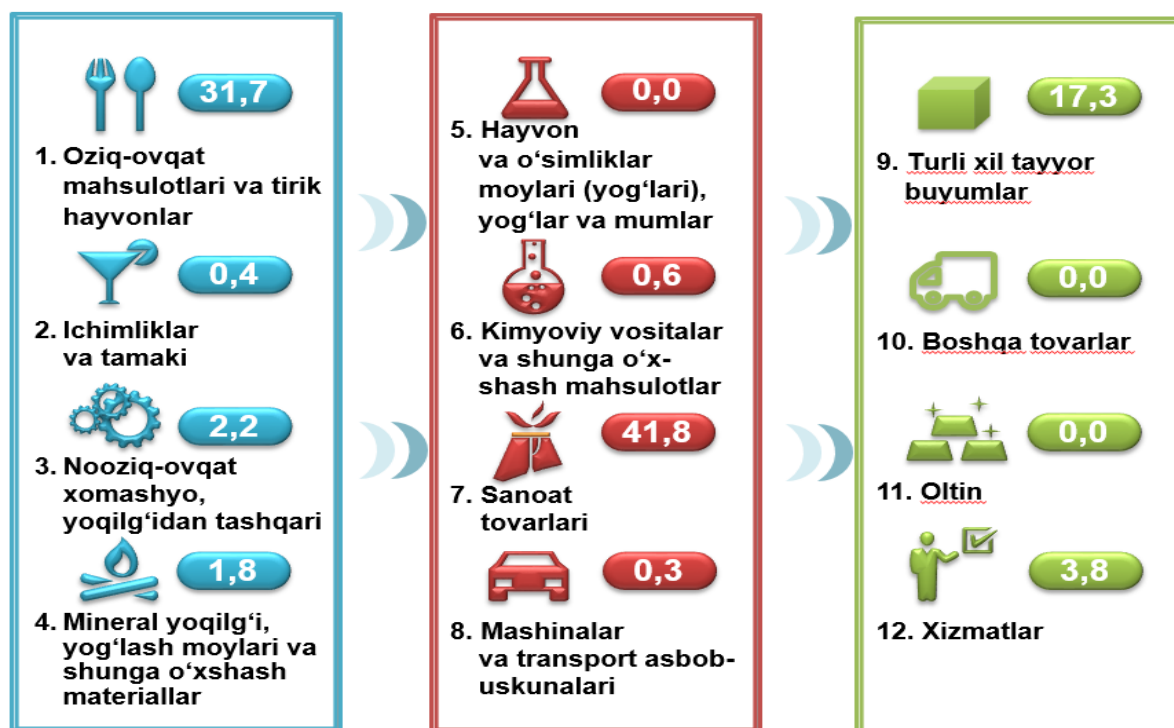 31,7
1. Oziq-ovqat
mahsulotlari va tirik
hayvonlar
0,4
2. Ichimliklar
va tamaki
2,2
3. Nooziq-ovqat
xomashyo,
yoqilg‘idan tashqari
1,8
4. Mineral yoqilg‘i,
yog‘lash moylari va
shunga o‘xshash
materiallar
0,0
5. Hayvon
va o‘simliklar
moylari (yog‘lari),
yog‘lar va mumlar
0,6
6. Kimyoviy vositalar
va shunga o‘x-
shash mahsulotlar
41,8
7. Sanoat
tovarlari
0,3
8. Mashinalar
va transport asbob-
uskunalari
17,3
9. Turli xil tayyor
buyumlar
0,0
10. Boshqa tovarlar
0,0
11. Oltin
3,8
12. Xizmatlar